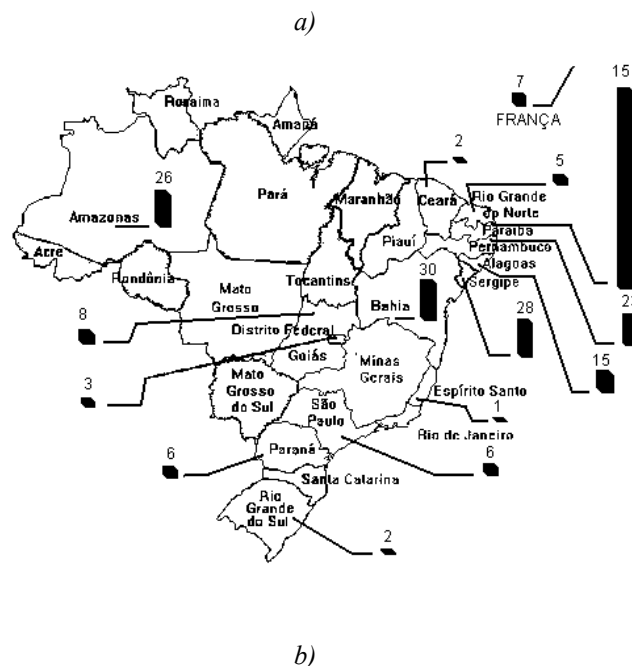 a)
7
15
FRANÇA
Roraima
Amapá
2
5
26
Pará
Maranhão
Ceará
Rio Grande
do Norte
Amazonas
Paraíba
Piauí
Pernambuco
Acre
Alagoas
Rondônia
Tocantins
30
Sergipe
Mato
Grosso
Bahia
28
8
Distrito Federal
15
Goiás
Minas
Gerais
3
Mato
Grosso
do Sul
Espírito Santo
São
Paulo
1
Rio de Janeiro
6
Paraná
6
Santa Catarina
Rio
Grande
do Sul
2
b)